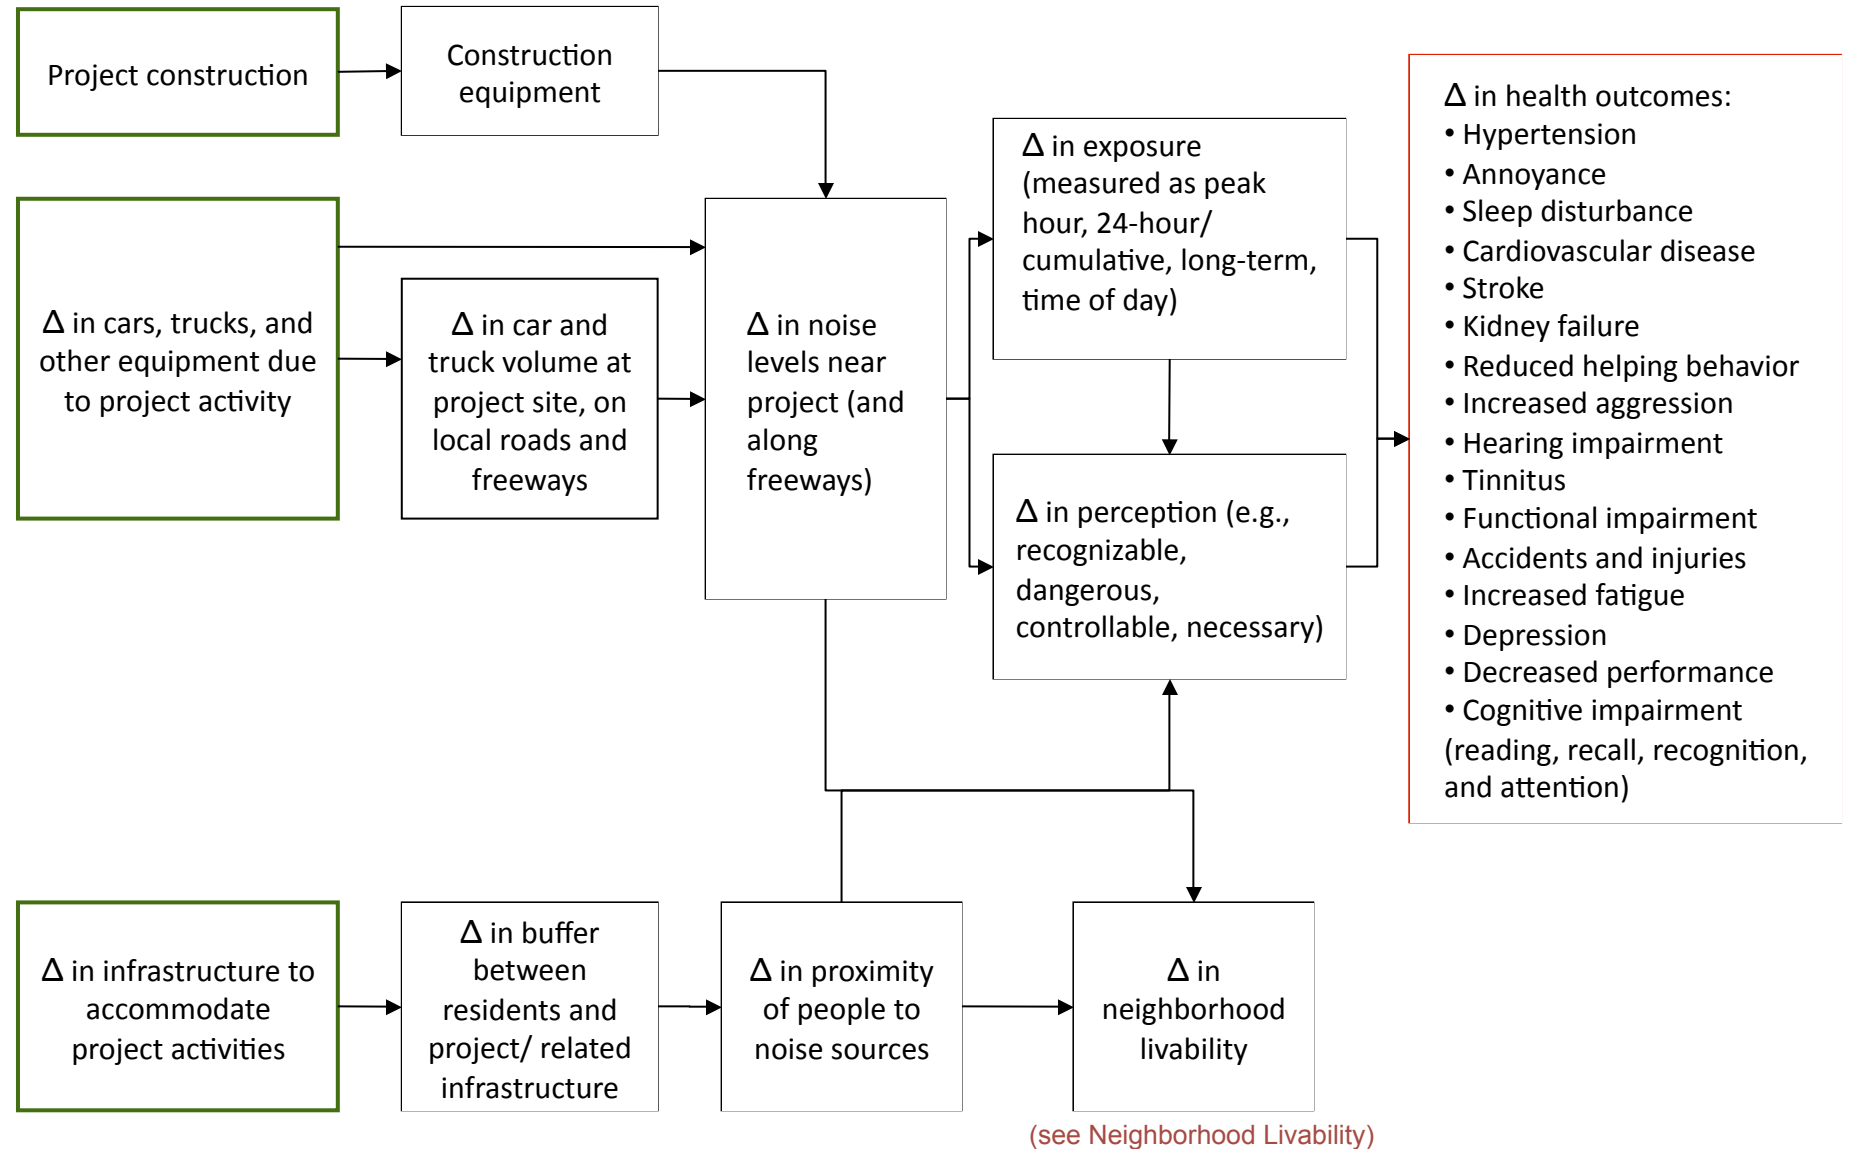 Project construction
Construction
equipment
Δ in cars, trucks, and
other equipment due
to project activity
Δ in car and
truck volume at
project site, on
local roads and
freeways
Δ in noise
levels near
project (and
along
freeways)
Δ in exposure
(measured as peak
hour, 24-hour/
cumulative, long-term,
time of day)
Δ in perception (e.g.,
recognizable,
dangerous,
controllable, necessary)
Δ in health outcomes:
• Hypertension
• Annoyance
• Sleep disturbance
• Cardiovascular disease
• Stroke
• Kidney failure
• Reduced helping behavior
• Increased aggression
• Hearing impairment
• Tinnitus
• Functional impairment
• Accidents and injuries
• Increased fatigue
• Depression
• Decreased performance
• Cognitive impairment
(reading, recall, recognition,
and attention)
Δ in infrastructure to
accommodate
project activities
Δ in buffer
between
residents and
project/ related
infrastructure
Δ in proximity
of people to
noise sources
Δ in
neighborhood
livability
(see Neighborhood Livability)